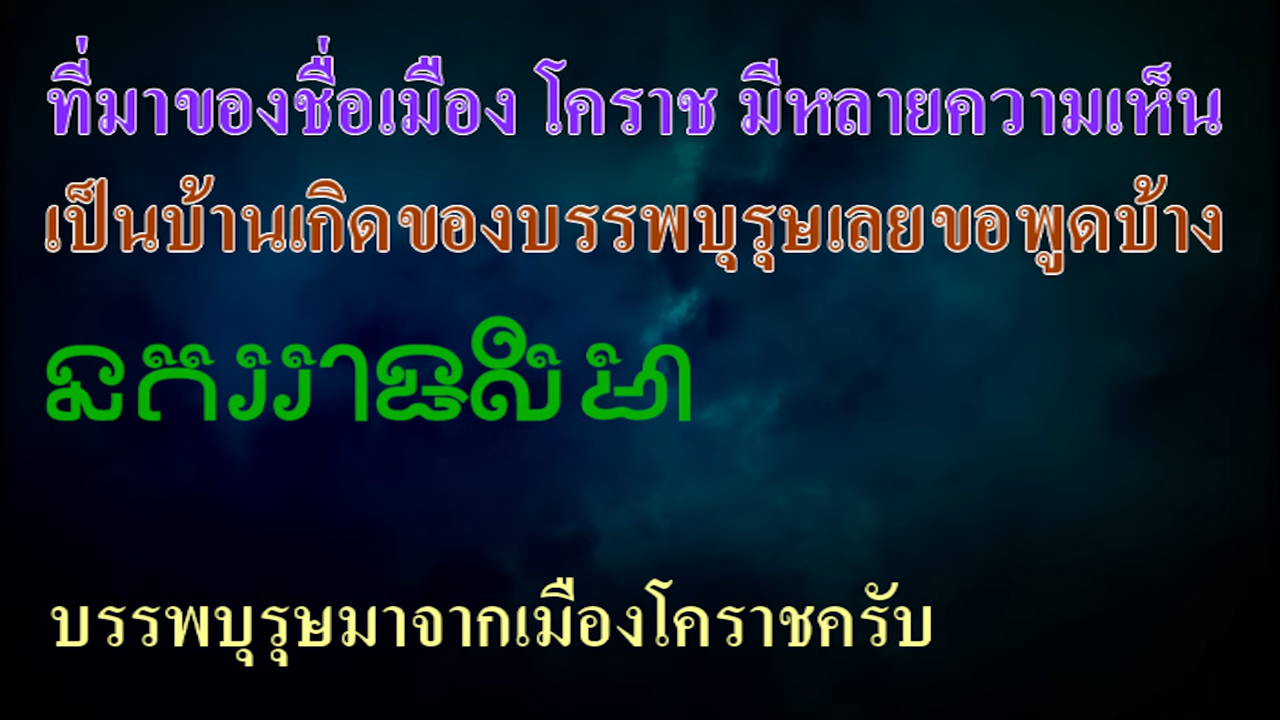 ที่มาของชื่อเมือง โคราช มีหลายความเห็น
เป็นบ้านเกิดของบรรพบุรุษเลยขอพูดบ้าง
บรรพบุรุษมาจากเมืองโคราชครับ